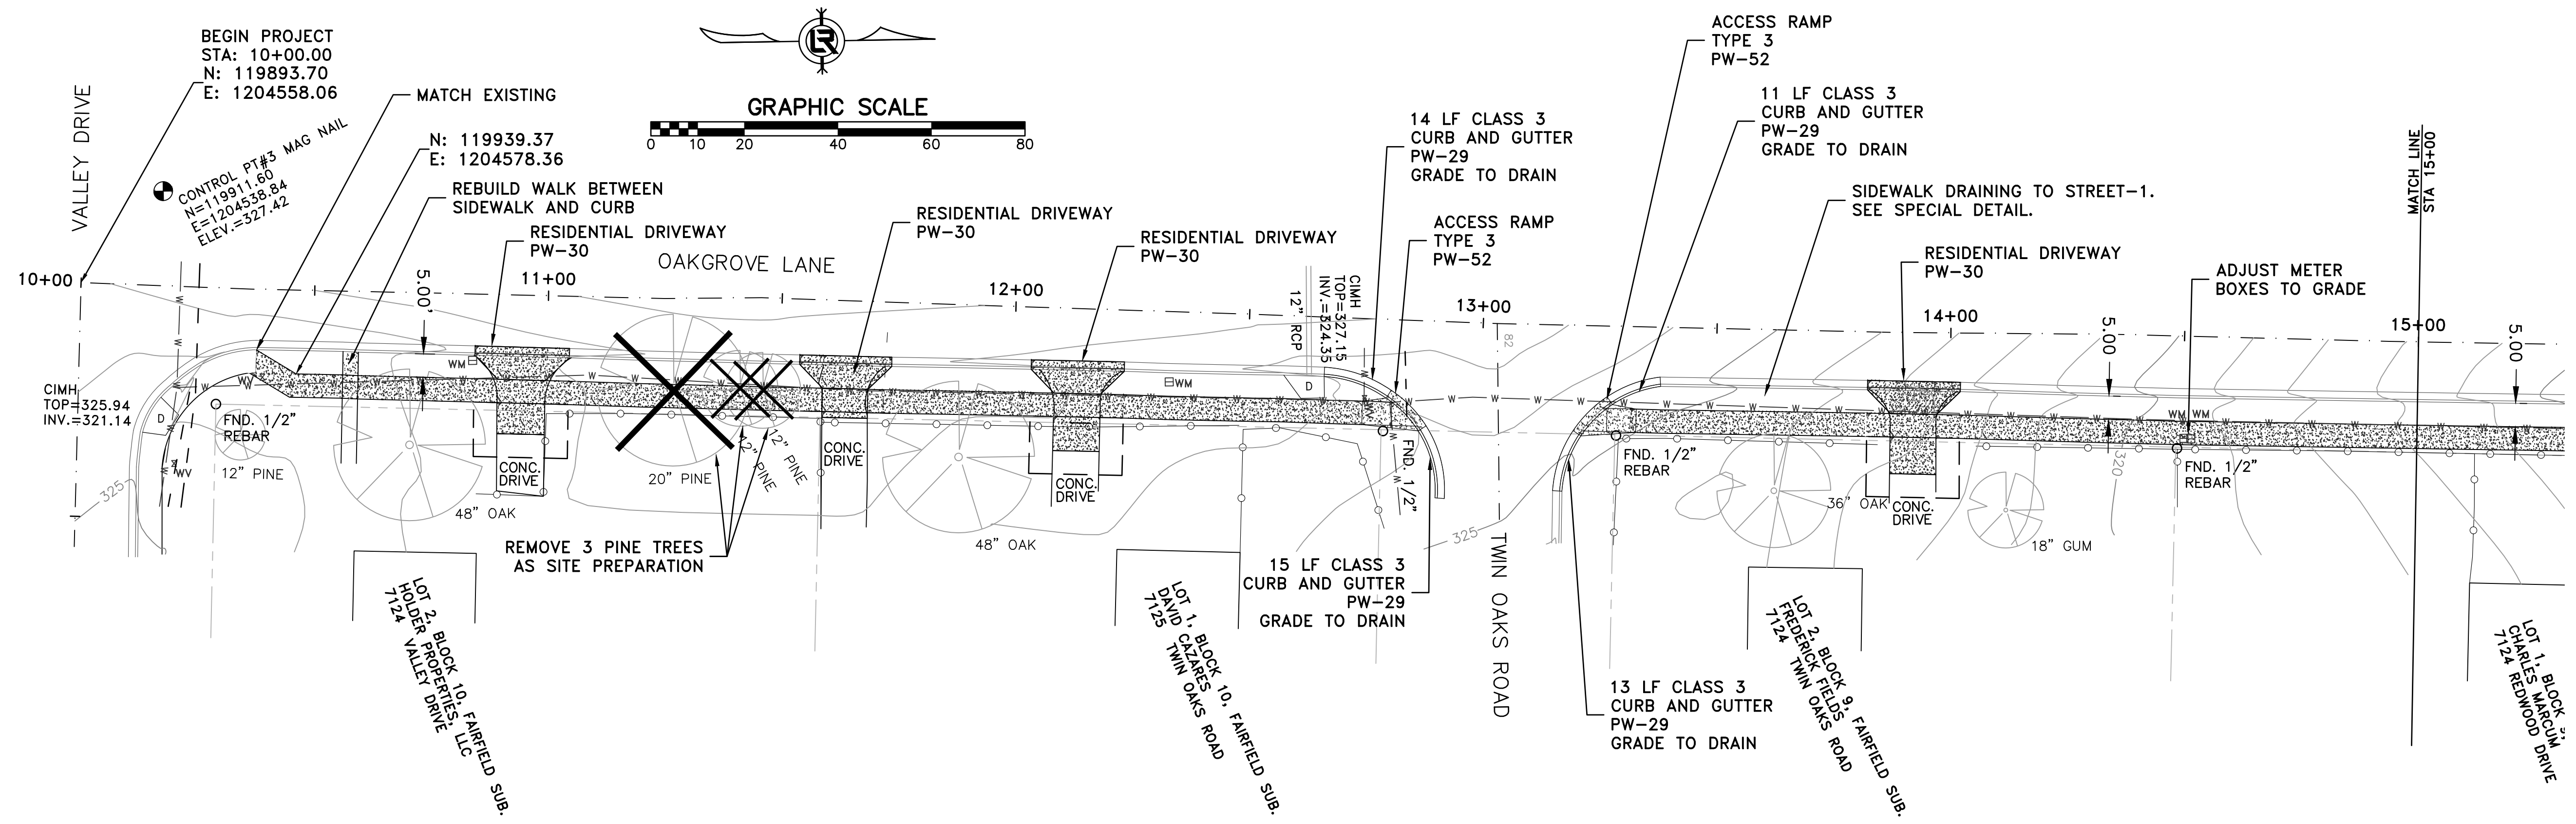 BEGIN PROJECT
STA: 10+00.00
N: 119893.70
E: 1204558.06
VALLEY DRIVE
CONTROL PT#3 MAG NAIL
N=119911.60
E=1204538.84
ELEV.=327.42
MATCH EXISTING
N: 119939.37
E: 1204578.36
REBUILD WALK BETWEEN
SIDEWALK AND CURB
RESIDENTIAL DRIVEWAY
PW-30
GRAPHIC SCALE
0 10 20 40 60 80
OAKGROVE LANE
RESIDENTIAL DRIVEWAY
PW-30
RESIDENTIAL DRIVEWAY
PW-30
14 LF CLASS 3
CURB AND GUTTER
PW-29
GRADE TO DRAIN
ACCESS RAMP
TYPE 3
PW-52
ACCESS RAMP
TYPE 3
PW-52
11 LF CLASS 3
CURB AND GUTTER
PW-29
GRADE TO DRAIN
SIDEWALK DRAINING TO STREET-1.
SEE SPECIAL DETAIL.
RESIDENTIAL DRIVEWAY
PW-30
ADJUST METER
BOXES TO GRADE
MATCH LINE
STA 15+00
10+00
11+00
12+00
13+00
14+00
15+00
5.00'
5.00
5.00
CIMH
TOP=327.15
INV.=324.35
12" RCP
CIMH
TOP=325.94
INV.=321.14
D
WV
WM
WM
D
WM WM
82
FND. 1/2"
REBAR
12" PINE
325
48" OAK
CONC.
DRIVE
20" PINE
12" PINE
12" PINE
REMOVE 3 PINE TREES
AS SITE PREPARATION
CONC.
DRIVE
48" OAK
CONC.
DRIVE
FND. 1/2"
15 LF CLASS 3
CURB AND GUTTER
PW-29
GRADE TO DRAIN
325
TWIN OAKS ROAD
FND. 1/2"
REBAR
36" OAK
CONC.
DRIVE
18" GUM
320
FND. 1/2"
REBAR
13 LF CLASS 3
CURB AND GUTTER
PW-29
GRADE TO DRAIN
LOT 2, BLOCK 10, FAIRFIELD SUB.
HOLDER PROPERTIES, LLC
7124 VALLEY DRIVE
LOT 1, BLOCK 10, FAIRFIELD SUB.
DAVID CAZARES
7125 TWIN OAKS ROAD
LOT 2, BLOCK 9, FAIRFIELD SUB.
FREDERICK FIELDS
7124 TWIN OAKS ROAD
LOT 1, BLOCK 9,
CHARLES MARCUM
7124 REDWOOD DRIVE